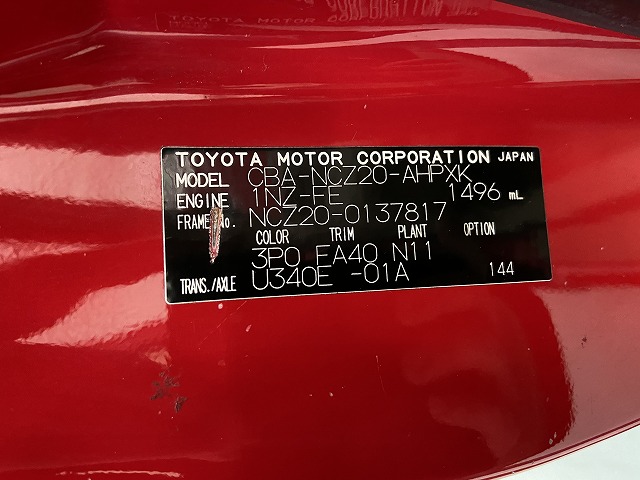 TOYOTA MOTOR CORPORATION JAPAN
MODEL CBA-NCZ20-AHPXK
ENGINE 1NZ-FE 1496 mL
FRAME No. NCZ20-0137817
COLOR TRIM PLANT OPTION
3P0 FA40 N11
TRANS./AXLE U340E -01A 144